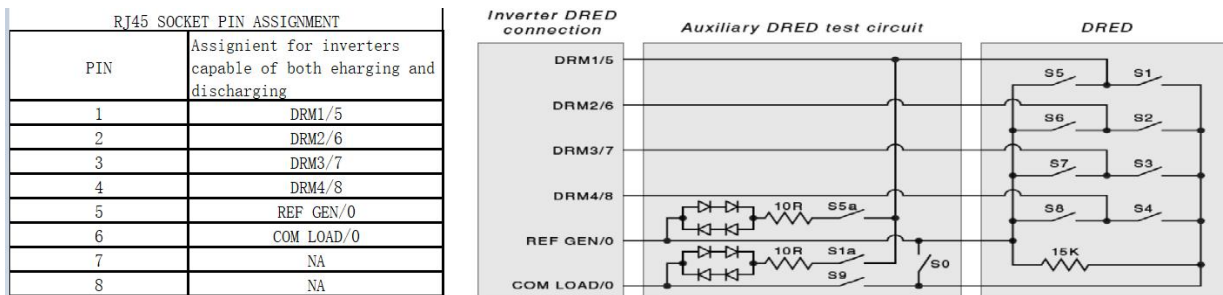 RJ45 SOCKET PIN ASSIGNMENT
PIN
Assignient for inverters
capable of both eharging and
discharging
1 DRM1/5
2 DRM2/6
3 DRM3/7
4 DRM4/8
5 REF GEN/0
6 COM LOAD/0
7 NA
8 NA
Inverter DRED
connection
Auxiliary DRED test circuit
DRED
DRM1/5
S5 S1
DRM2/6
S6 S2
DRM3/7
S7 S3
DRM4/8
10R S5a
S8 S4
REF GEN/0
10R S1a
S0
15K
S9
COM LOAD/0